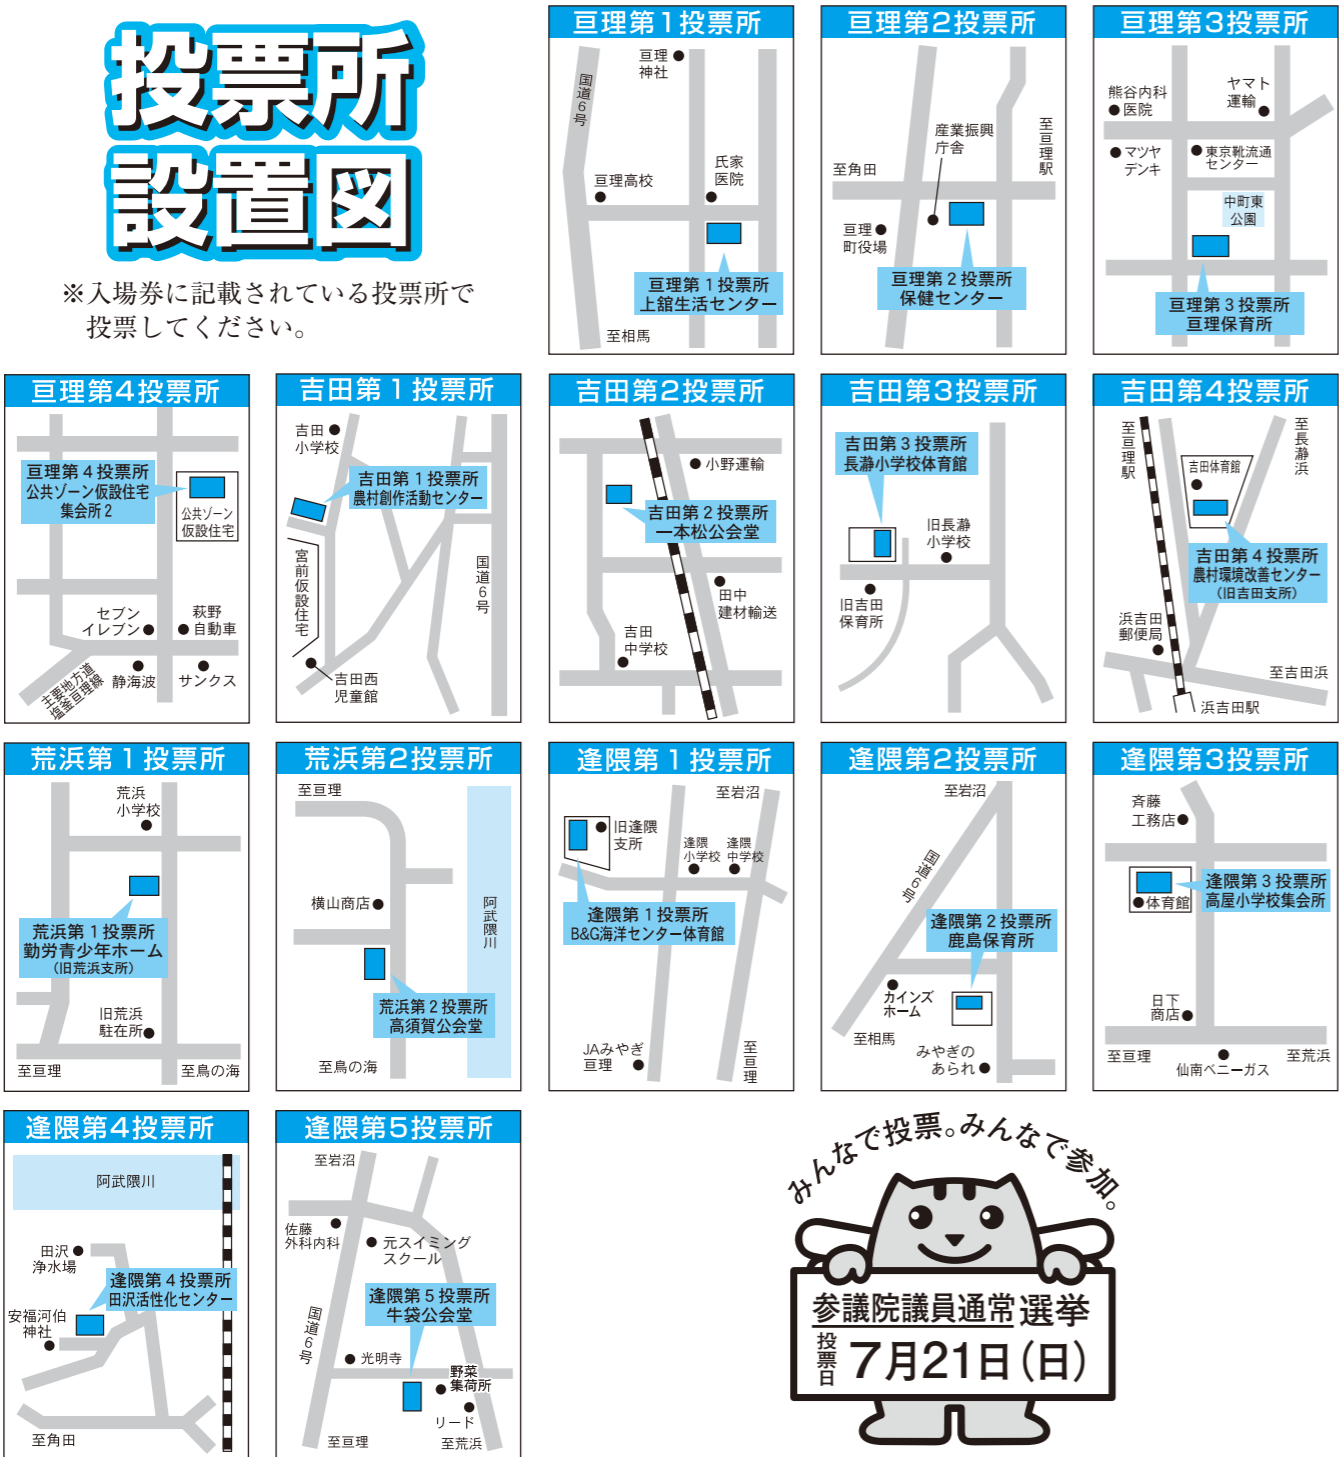 投票所
設置図
※入場券に記載されている投票所で
投票してください。
亘理第1投票所
国道6号
亘理
神社
亘理高校
氏家
医院
亘理第1投票所
上舘生活センター
至相馬
亘理第2投票所
産業振興
庁舎
至亘理駅
至角田
亘理
町役場
亘理第2投票所
保健センター
亘理第3投票所
熊谷内科
医院
ヤマト
運輸
マツヤ
デンキ
東京靴流通
センター
中町東
公園
亘理第3投票所
亘理保育所
亘理第4投票所
亘理第4投票所
公共ゾーン仮設住宅
集会所2
公共ゾーン
仮設住宅
セブン
イレブン
萩野
自動車
主要地方道
塩釜亘理線
静海波
サンクス
吉田第1投票所
吉田
小学校
吉田第1投票所
農村創作活動センター
宮前仮設住宅
国道6号
吉田西
児童館
吉田第2投票所
小野運輸
吉田第2投票所
一本松公会堂
田中
建材輸送
吉田
中学校
吉田第3投票所
吉田第3投票所
長瀞小学校体育館
旧長瀞
小学校
旧吉田
保育所
吉田第4投票所
至亘理駅
至長瀞浜
吉田体育館
吉田第4投票所
農村環境改善センター
(旧吉田支所)
浜吉田
郵便局
至吉田浜
浜吉田駅
荒浜第1投票所
荒浜
小学校
荒浜第1投票所
勤労青少年ホーム
(旧荒浜支所)
旧荒浜
駐在所
至亘理
至鳥の海
荒浜第2投票所
至亘理
横山商店
阿武隈川
荒浜第2投票所
高須賀公会堂
至鳥の海
逢隈第1投票所
至岩沼
旧逢隈
支所
逢隈
小学校
逢隈
中学校
逢隈第1投票所
B&G海洋センター体育館
JAみやぎ
亘理
至亘理
逢隈第2投票所
至岩沼
国道6号
逢隈第2投票所
鹿島保育所
カインズ
ホーム
至相馬
みやぎの
あられ
逢隈第3投票所
斉藤
工務店
逢隈第3投票所
高屋小学校集会所
体育館
日下
商店
至亘理
至荒浜
仙南ベニーガス
逢隈第4投票所
阿武隈川
田沢
浄水場
逢隈第4投票所
田沢活性化センター
安福河伯
神社
至角田
逢隈第5投票所
至岩沼
佐藤
外科内科
元スイミング
スクール
国道6号
逢隈第5投票所
牛袋公会堂
光明寺
野菜
集荷所
リード
至亘理
至荒浜
みんなで投票。みんなで参加。
参議院議員通常選挙
投票日
7月21日(日)